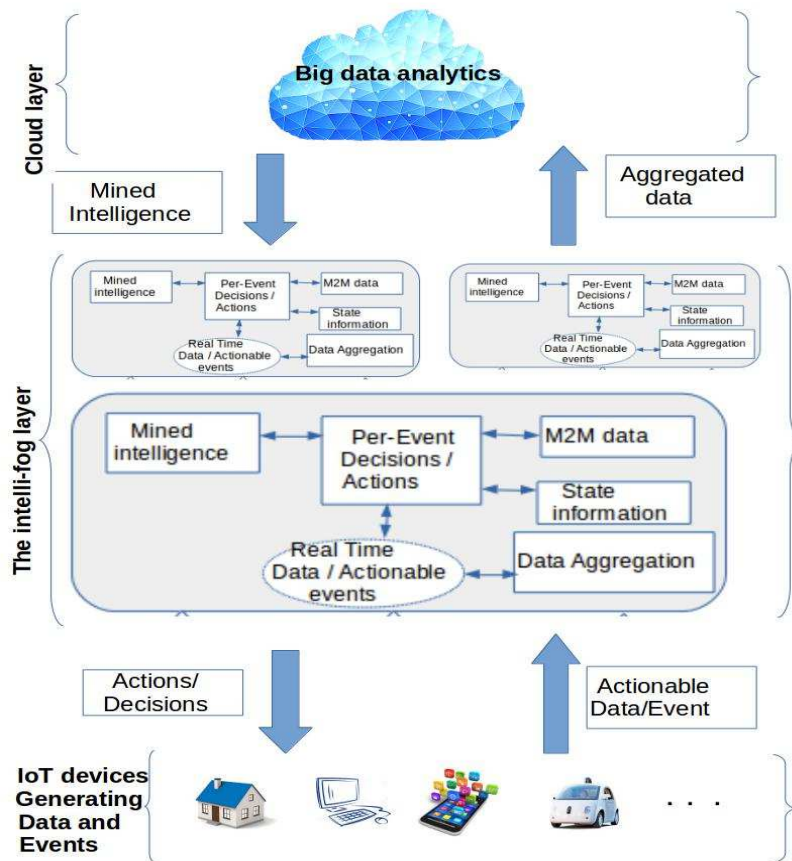 Cloud layer
Big data analytics
Mined
Intelligence
Aggregated
data
The intelli-fog layer
Mined
intelligence
Per-Event
Decisions /
Actions
M2M data
State
information
Real Time
Data / Actionable
events
Data Aggregation
Mined
intelligence
Per-Event
Decisions /
Actions
M2M data
State
information
Real Time
Data / Actionable
events
Data Aggregation
Mined
intelligence
Per-Event
Decisions /
Actions
M2M data
State
information
Real Time
Data / Actionable
events
Data Aggregation
Actions/
Decisions
Actionable
Data/Event
IoT devices
Generating
Data and
Events
. . .